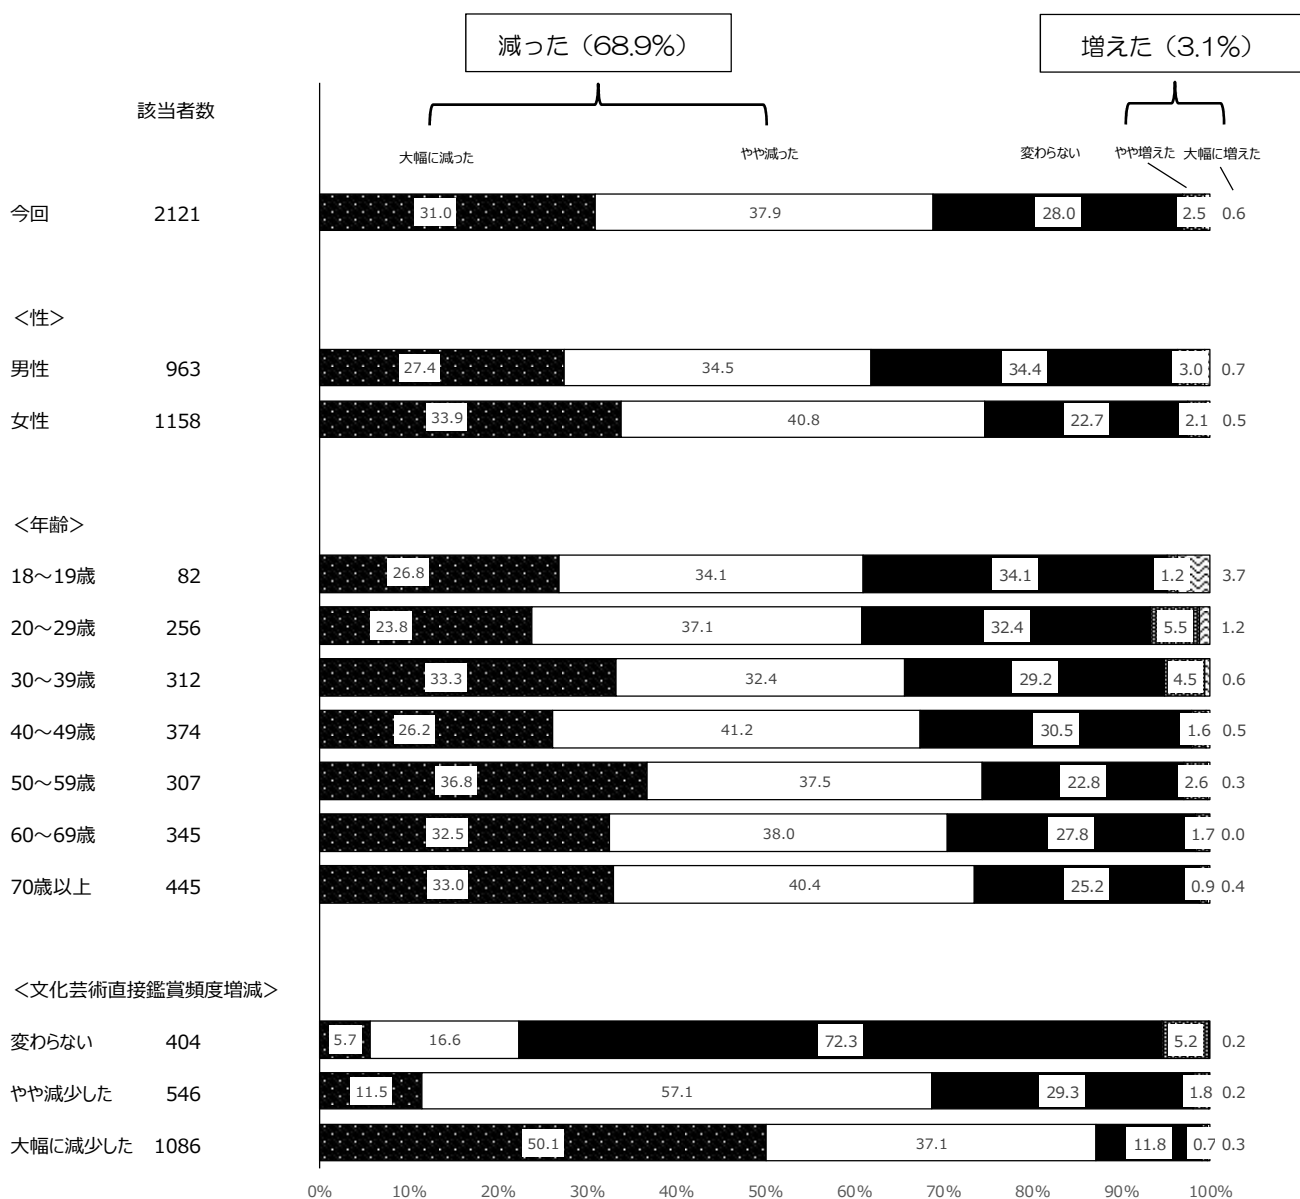 減った（68.9%）
増えた（3.1%）
該当者数
大幅に減った やや減った 変わらない やや増えた 大幅に増えた
今回 2121 31.0 37.9 28.0 2.5 0.6
＜性＞
男性 963 27.4 34.5 34.4 3.0 0.7
女性 1158 33.9 40.8 22.7 2.1 0.5
＜年齢＞
18～19歳 82 26.8 34.1 34.1 1.2 3.7
20～29歳 256 23.8 37.1 32.4 5.5 1.2
30～39歳 312 33.3 32.4 29.2 4.5 0.6
40～49歳 374 26.2 41.2 30.5 1.6 0.5
50～59歳 307 36.8 37.5 22.8 2.6 0.3
60～69歳 345 32.5 38.0 27.8 1.7 0.0
70歳以上 445 33.0 40.4 25.2 0.9 0.4
＜文化芸術直接鑑賞頻度増減＞
変わらない 404 5.7 16.6 72.3 5.2 0.2
やや減少した 546 11.5 57.1 29.3 1.8 0.2
大幅に減少した 1086 50.1 37.1 11.8 0.7 0.3
0% 10% 20% 30% 40% 50% 60% 70% 80% 90% 100%